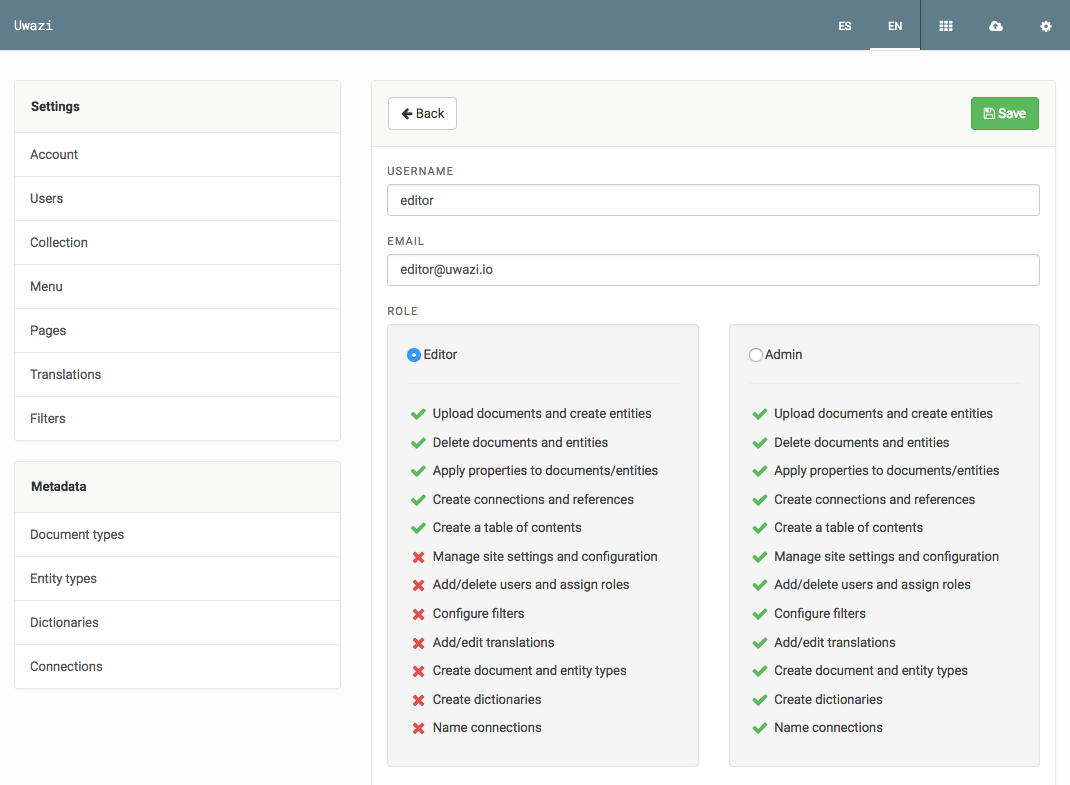 Uwazi
ES
EN
Settings
Account
Users
Collection
Menu
Pages
Translations
Filters
Metadata
Document types
Entity types
Dictionaries
Connections
Back
Save
USERNAME
editor
EMAIL
editor@uwazi.io
ROLE
Editor
Upload documents and create entities
Delete documents and entities
Apply properties to documents/entities
Create connections and references
Create a table of contents
Manage site settings and configuration
Add/delete users and assign roles
Configure filters
Add/edit translations
Create document and entity types
Create dictionaries
Name connections
Admin
Upload documents and create entities
Delete documents and entities
Apply properties to documents/entities
Create connections and references
Create a table of contents
Manage site settings and configuration
Add/delete users and assign roles
Configure filters
Add/edit translations
Create document and entity types
Create dictionaries
Name connections